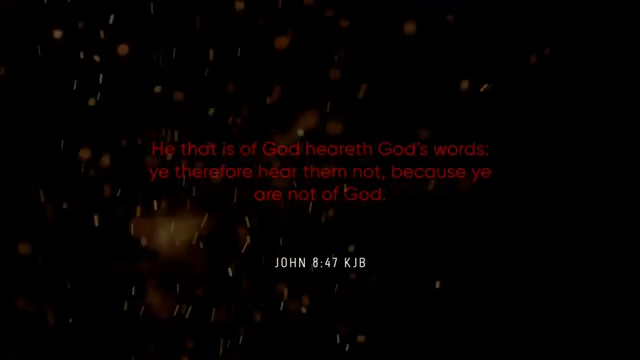 He that is of God heareth God's words:
ye therefore hear them not, because ye
are not of God.
JOHN 8:47 KJB